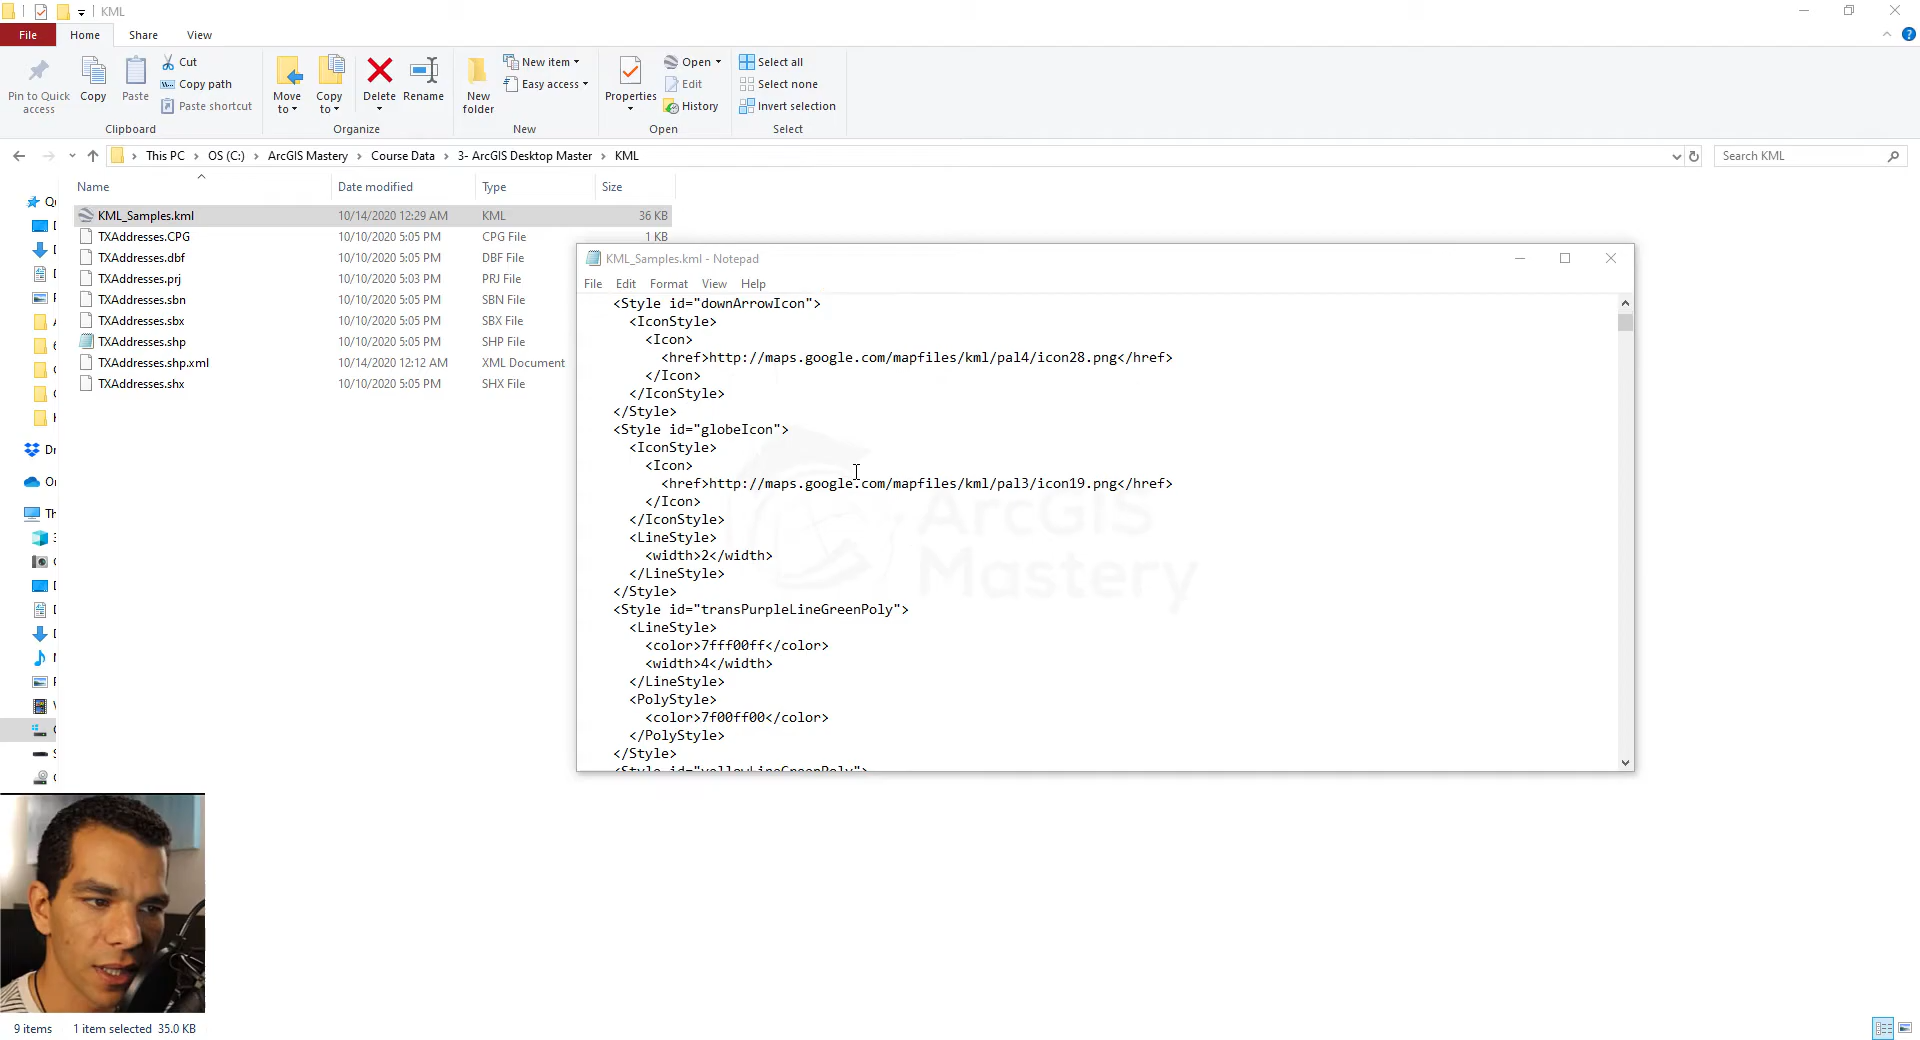 KML
File Home Share View
Pin to Quick access
Copy
Paste
Cut
Copy path
Paste shortcut
Clipboard
Move to
Copy to
Delete
Rename
Organize
New folder
New item
Easy access
New
Properties
Open
Edit
History
Open
Select all
Select none
Invert selection
Select
This PC > OS (C:) > ArcGIS Mastery > Course Data > 3- ArcGIS Desktop Master > KML
Search KML
Name Date modified Type Size
KML_Samples.kml 10/14/2020 12:29 AM KML 36 KB
TXAddresses.CPG 10/10/2020 5:05 PM CPG File 1 KB
TXAddresses.dbf 10/10/2020 5:05 PM DBF File
TXAddresses.prj 10/10/2020 5:03 PM PRJ File
TXAddresses.sbn 10/10/2020 5:05 PM SBN File
TXAddresses.sbx 10/10/2020 5:05 PM SBX File
TXAddresses.shp 10/10/2020 5:05 PM SHP File
TXAddresses.shp.xml 10/14/2020 12:12 AM XML Document
TXAddresses.shx 10/10/2020 5:05 PM SHX File
KML_Samples.kml - Notepad
File Edit Format View Help
<Style id="downArrowIcon">
<IconStyle>
<Icon>
<href>http://maps.google.com/mapfiles/kml/pal4/icon28.png</href>
</Icon>
</IconStyle>
</Style>
<Style id="globeIcon">
<IconStyle>
<Icon>
<href>http://maps.google.com/mapfiles/kml/pal3/icon19.png</href>
</Icon>
</IconStyle>
<LineStyle>
<width>2</width>
</LineStyle>
</Style>
<Style id="transPurpleLineGreenPoly">
<LineStyle>
<color>7fff00ff</color>
<width>4</width>
</LineStyle>
<PolyStyle>
<color>7f00ff00</color>
</PolyStyle>
</Style>
<Style id="yellowLineGreenPoly">
ArcGIS
Mastery
9 items 1 item selected 35.0 KB